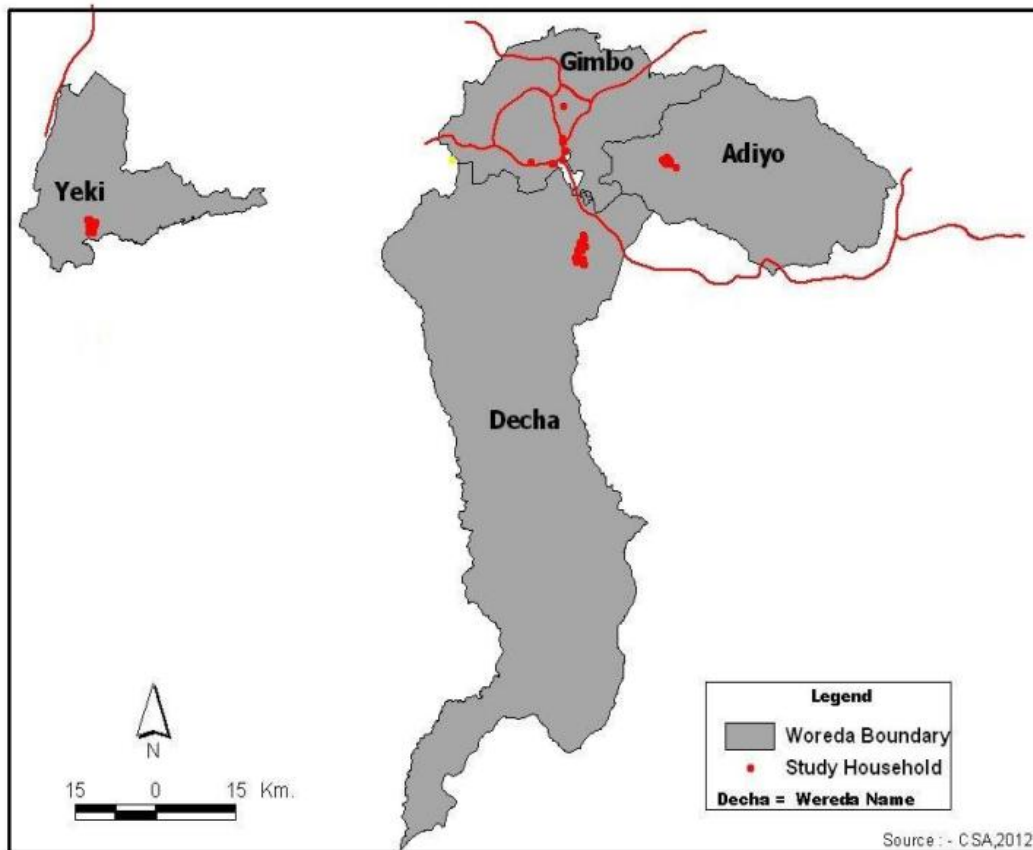 Gimbo
Adiyo
Yeki
Decha
Legend
Woreda Boundary
Study Household
Decha = Wereda Name
N
15 0 15 Km.
Source : - CSA,2012